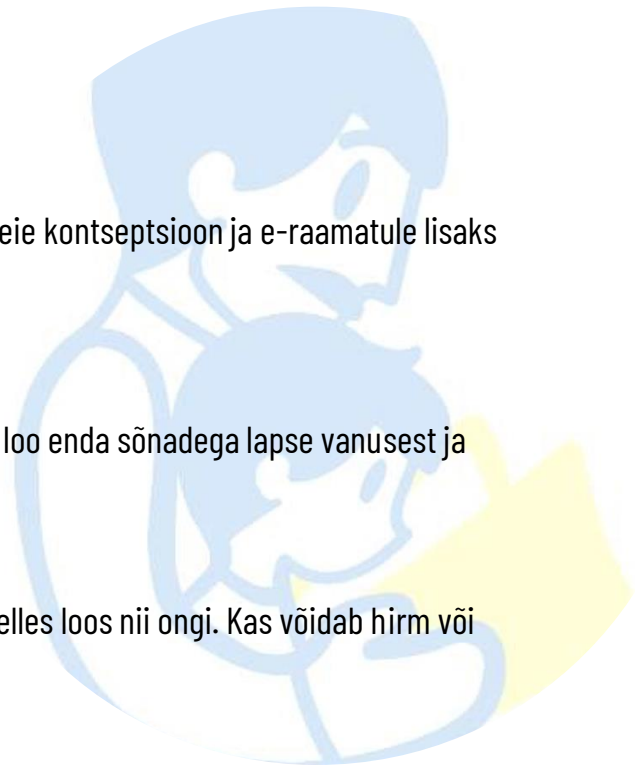 eie kontseptsioon ja e-raamatule lisaks
loo enda sõnadega lapse vanusest ja
elles loos nii ongi. Kas võidab hirm või